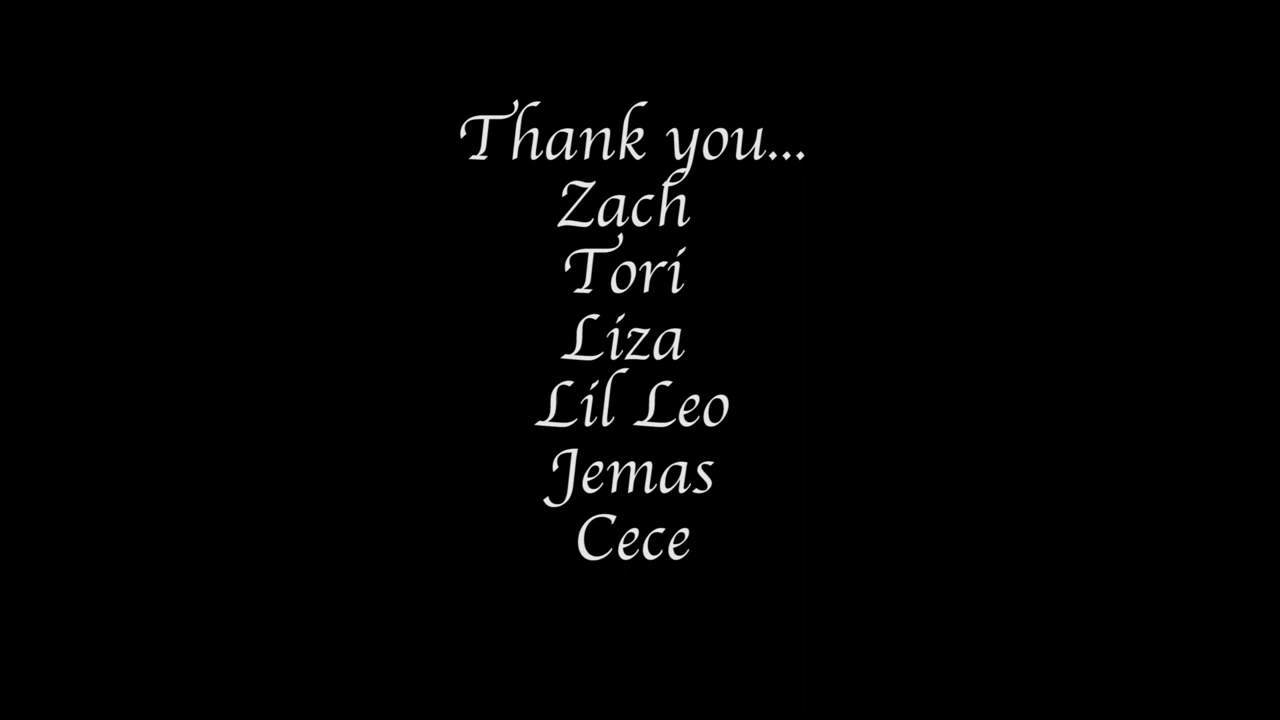 Thank you...
Zach
Tori
Liza
Lil Leo
Jemas
Cece